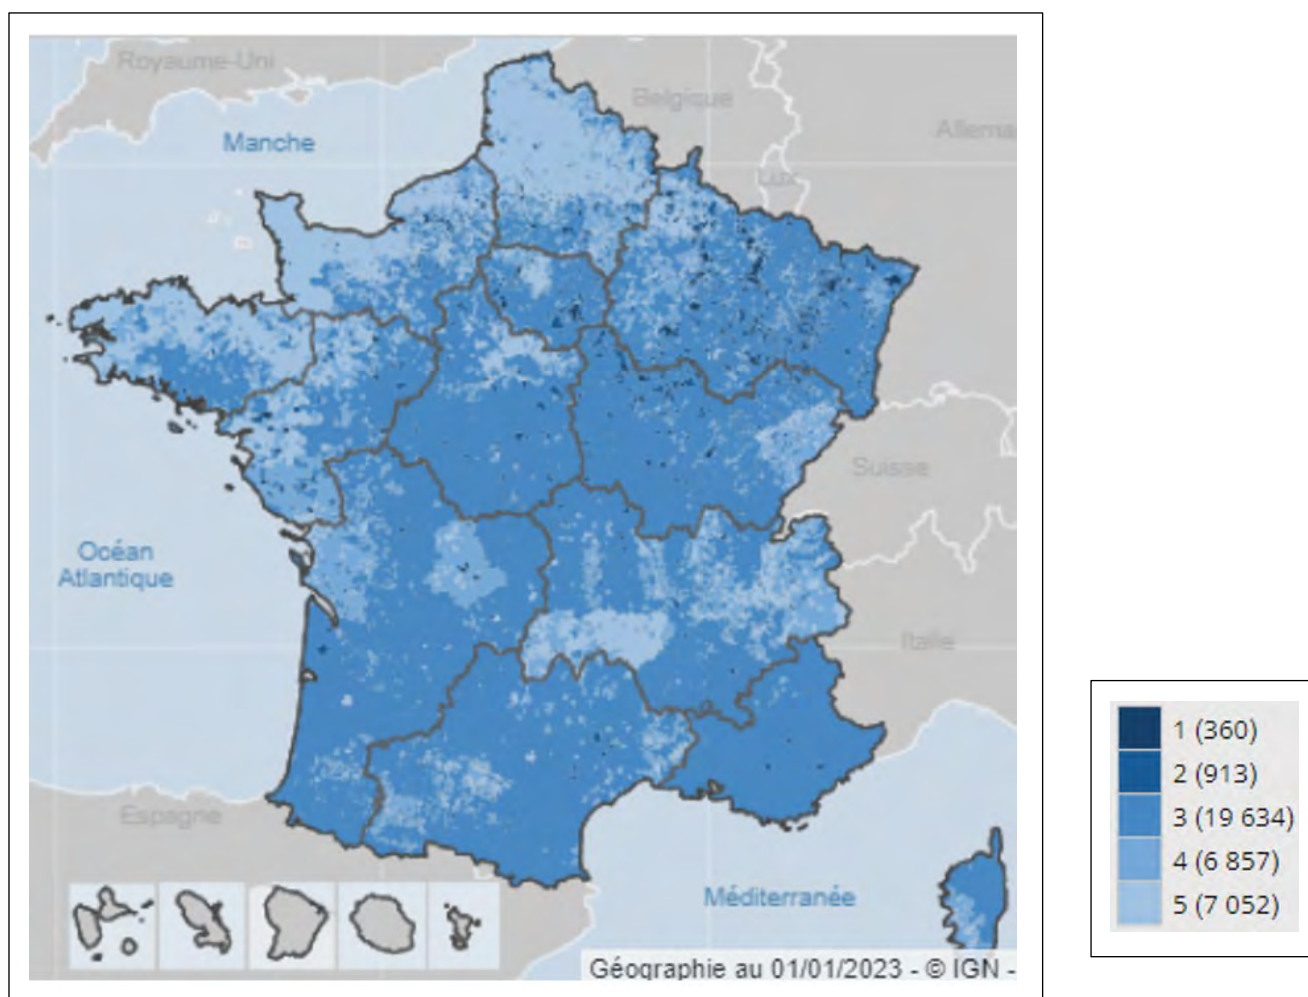 Royaume-Uni
Belgique
Manche
Allema
Lux
Suisse
Océan
Atlantique
Italie
Espagne
Méditerranée
Géographie au 01/01/2023 - © IGN -
1 (360)
2 (913)
3 (19 634)
4 (6 857)
5 (7 052)